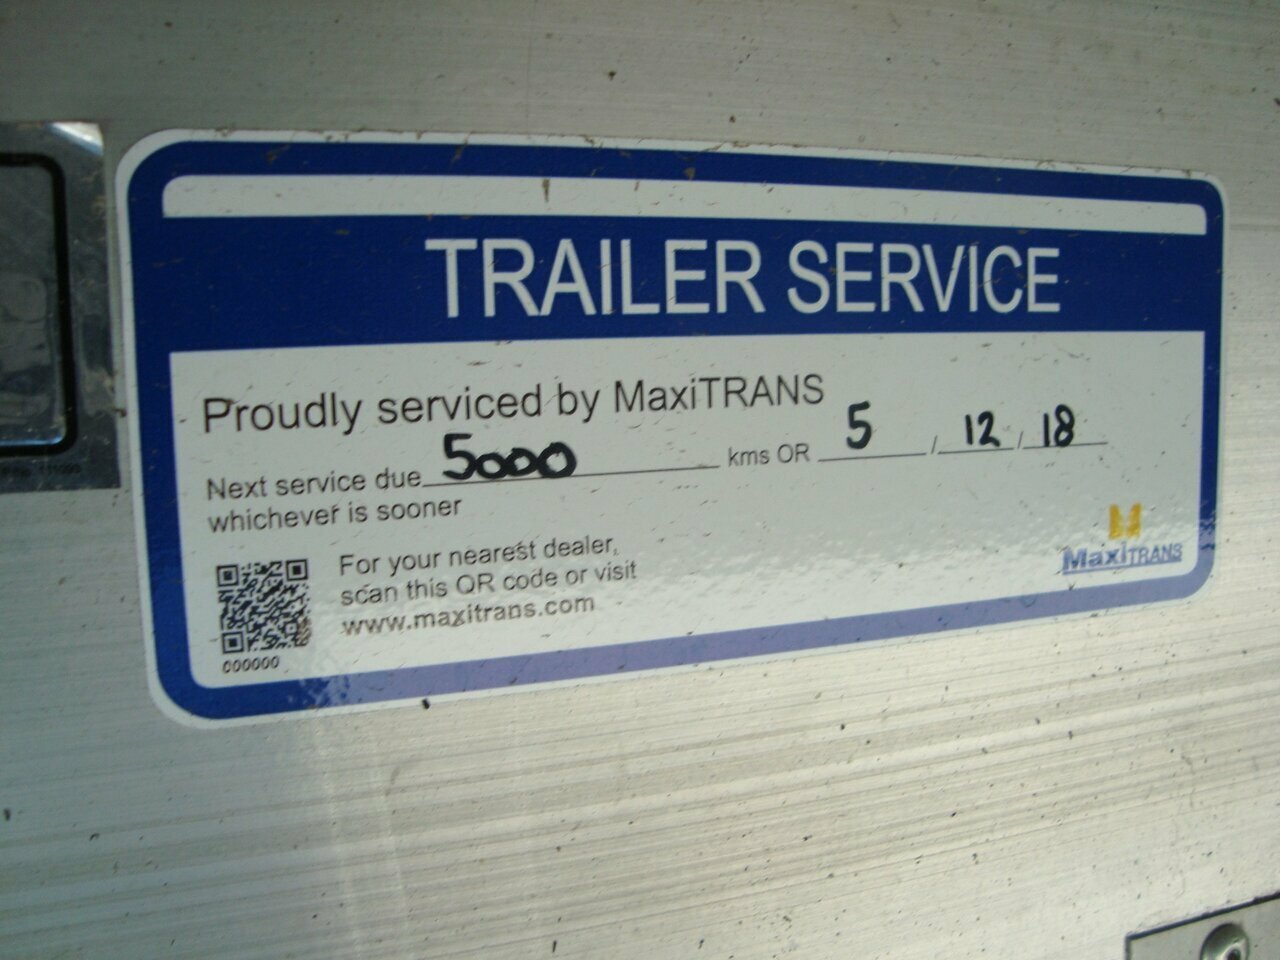 TRAILER SERVICE
Proudly serviced by MaxiTRANS
Next service due 5000 kms OR 5 / 12 / 18
whichever is sooner
For your nearest dealer,
scan this QR code or visit
www.maxitrans.com
000000
MaxiTRANS